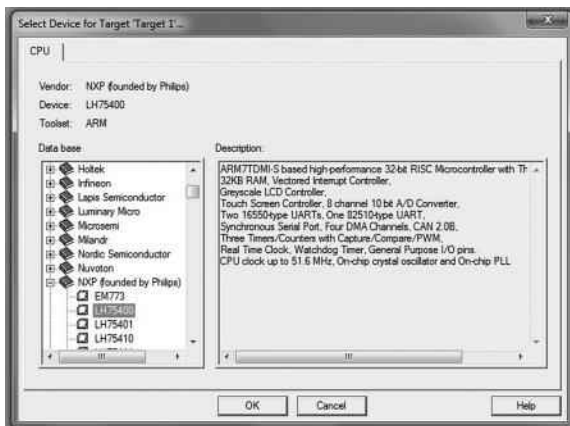 Select Device for Target 'Target 1'...
CPU
Vendor: NXP (founded by Philips)
Device: LH75400
Toolset: ARM
Data base
Description:
Holtek
Infineon
Lapis Semiconductor
Luminary Micro
Microsemi
Milandr
Nordic Semiconductor
Nuvoton
NXP (founded by Philips)
EM773
LH75400
LH75401
LH75410
ARM7TDMI-S based high-performance 32-bit RISC Microcontroller with Th
32KB RAM, Vectored Interrupt Controller,
Greyscale LCD Controller,
Touch Screen Controller, 8 channel 10 bit A/D Converter,
Two 16550-type UARTs, One 82510-type UART,
Synchronous Serial Port, Four DMA Channels, CAN 2.0B,
Three Timers/Counters with Capture/Compare/PWM,
Real Time Clock, Watchdog Timer, General Purpose I/O pins
CPU clock up to 51.6 MHz, On-chip crystal oscillator and On-chip PLL
OK
Cancel
Help